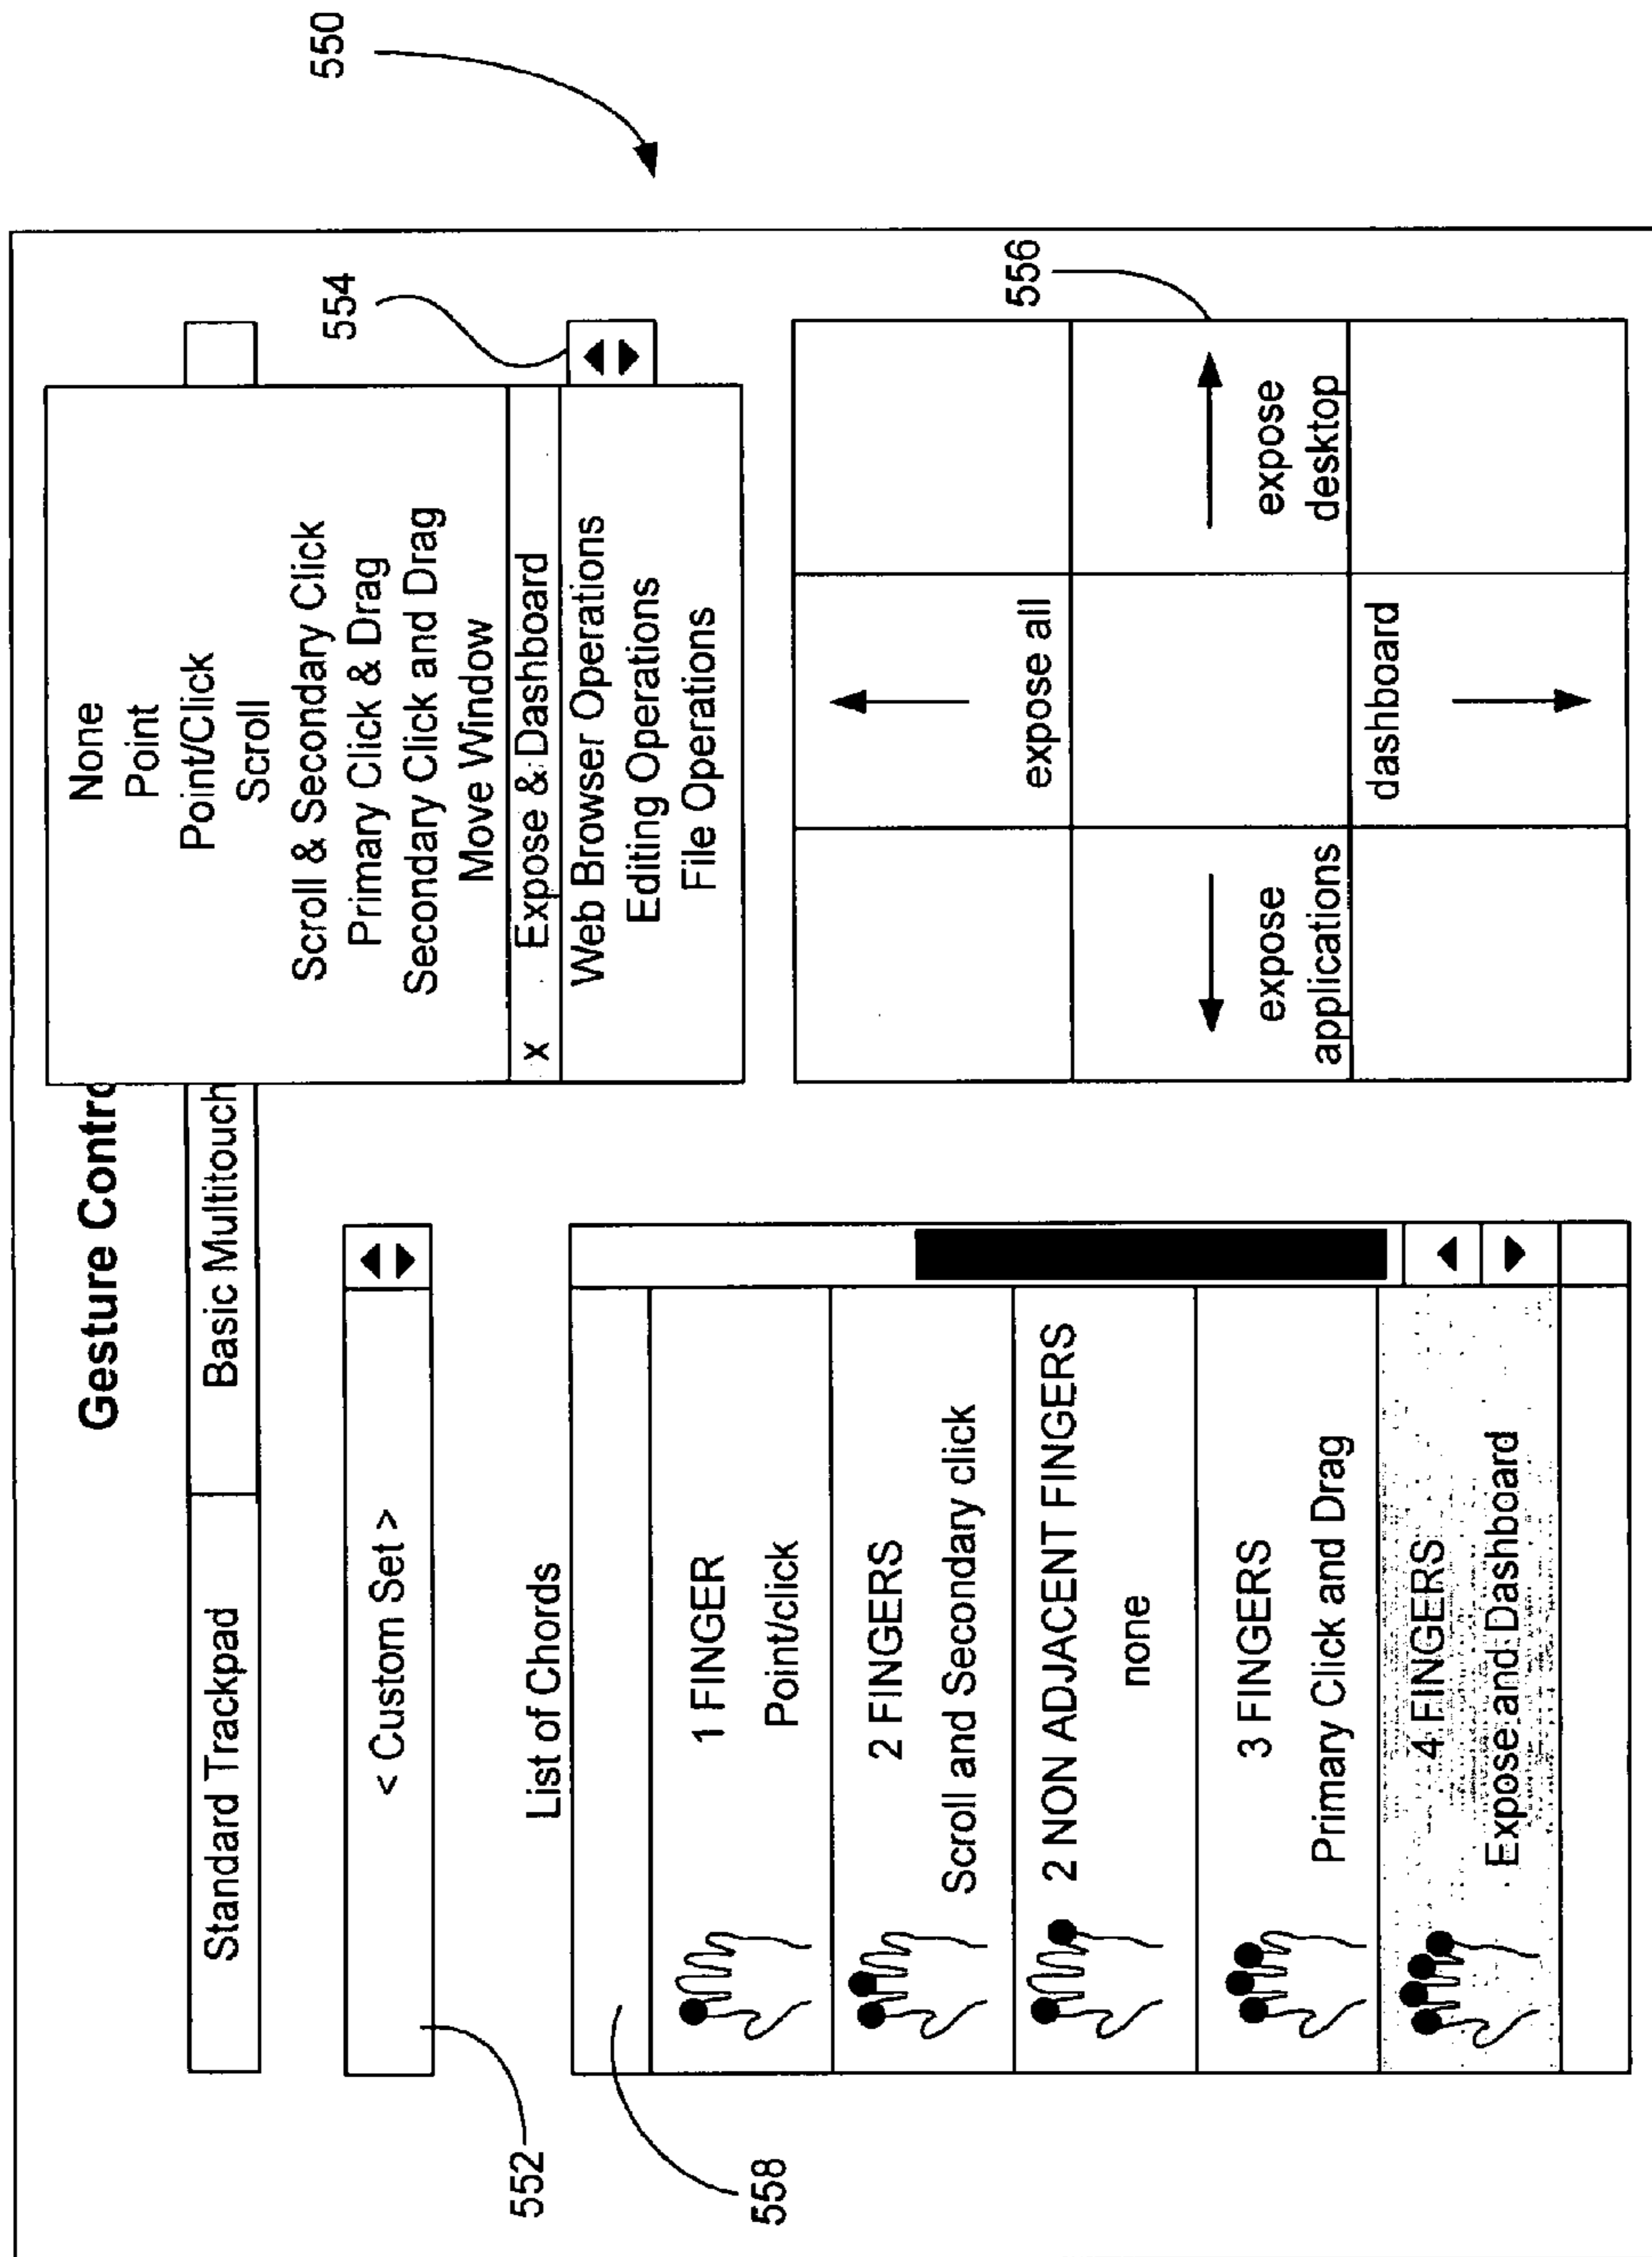 550
Gesture Contro
Standard Trackpad
Basic Multitouch
< Custom Set >
552
List of Chords
558
1 FINGER
Point/click
2 FINGERS
Scroll and Secondary click
2 NON ADJACENT FINGERS
none
3 FINGERS
Primary Click and Drag
4 FINGERS
Expose and Dashboard
None
Point
Point/Click
Scroll
Scroll & Secondary Click
Primary Click & Drag
Secondary Click and Drag
Move Window
x Expose & Dashboard
Web Browser Operations
Editing Operations
File Operations
554
expose all
expose
applications
expose
desktop
dashboard
556